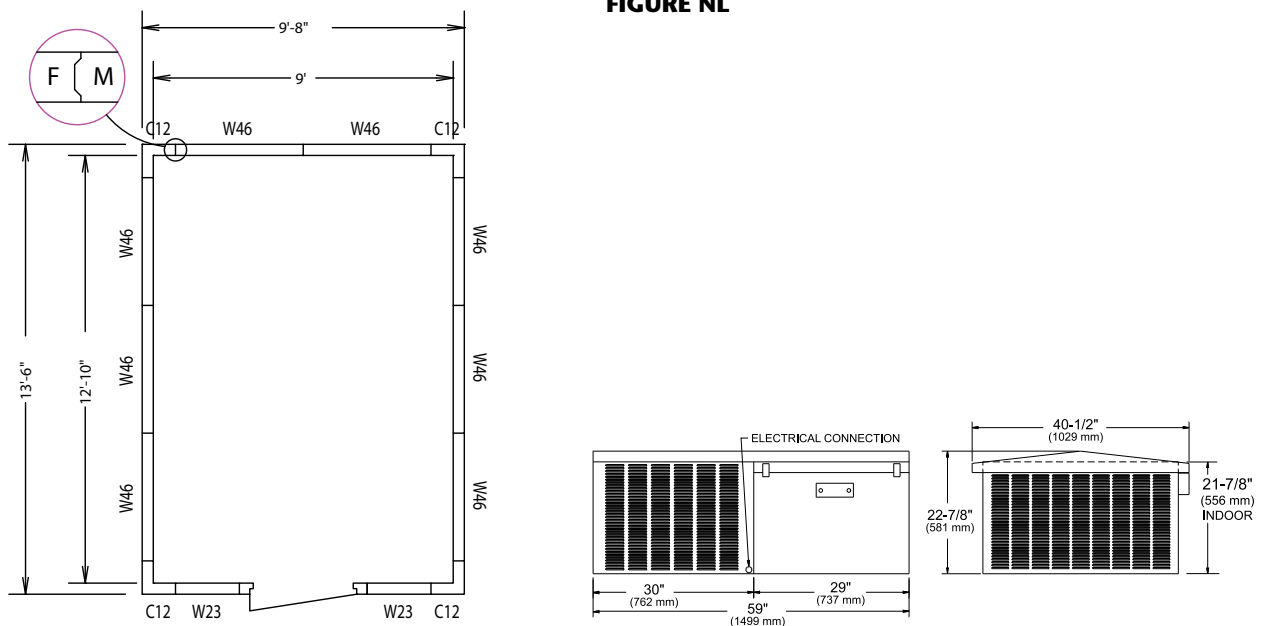 FIGURE NL
9'-8"
9'
F M
C12 W46 W46 C12
W46
W46
W46
W46
W46
W46
13'-6"
12'-10"
C12 W23 W23 C12
ELECTRICAL CONNECTION
30"
(762 mm)
29"
(737 mm)
59"
(1499 mm)
40-1/2"
(1029 mm)
22-7/8"
(581 mm)
21-7/8"
(556 mm)
INDOOR